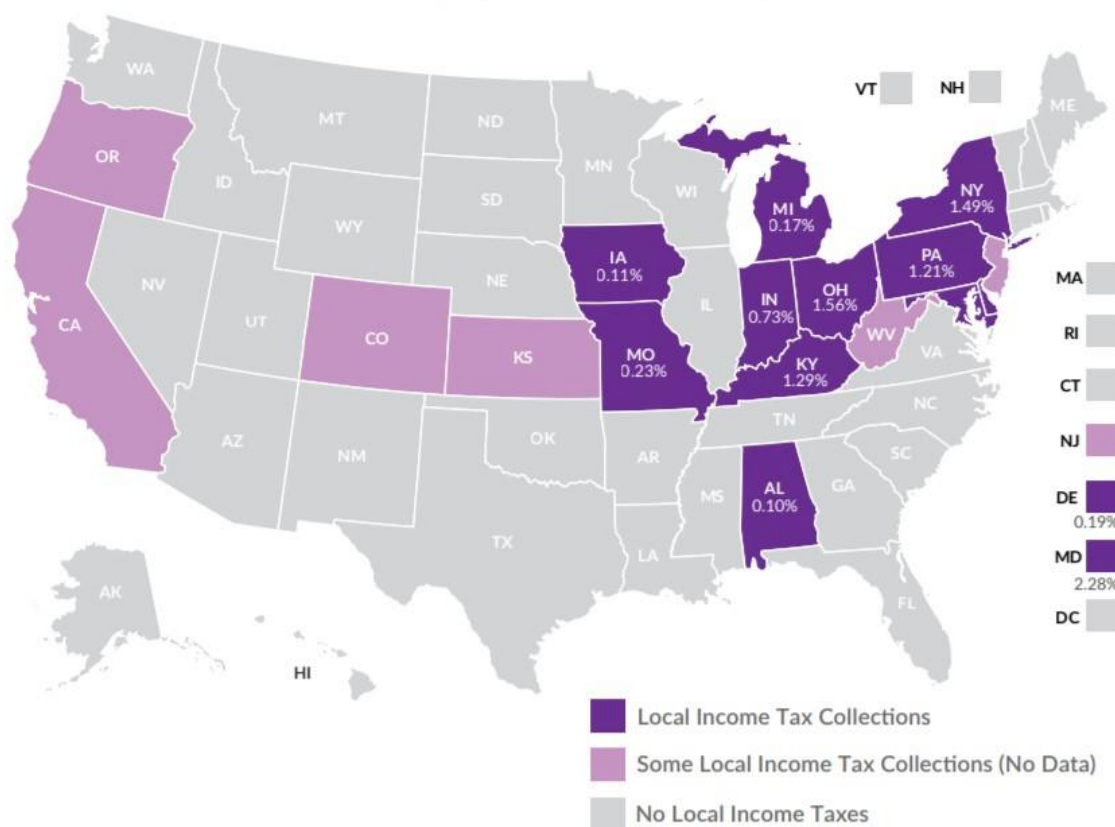 WA
VT
NH
ME
MT
ND
OR
MN
ID
SD
WI
NY
1.49%
MI
0.17%
WY
IA
0.11%
PA
1.21%
NE
MA
NV
IL
IN
0.73%
OH
1.56%
UT
CO
CA
RI
WV
KS
MO
0.23%
VA
KY
1.29%
CT
NC
TN
OK
AZ
NM
AR
NJ
SC
MS
AL
0.10%
GA
DE
0.19%
TX
LA
MD
2.28%
AK
FL
DC
HI
Local Income Tax Collections
Some Local Income Tax Collections (No Data)
No Local Income Taxes